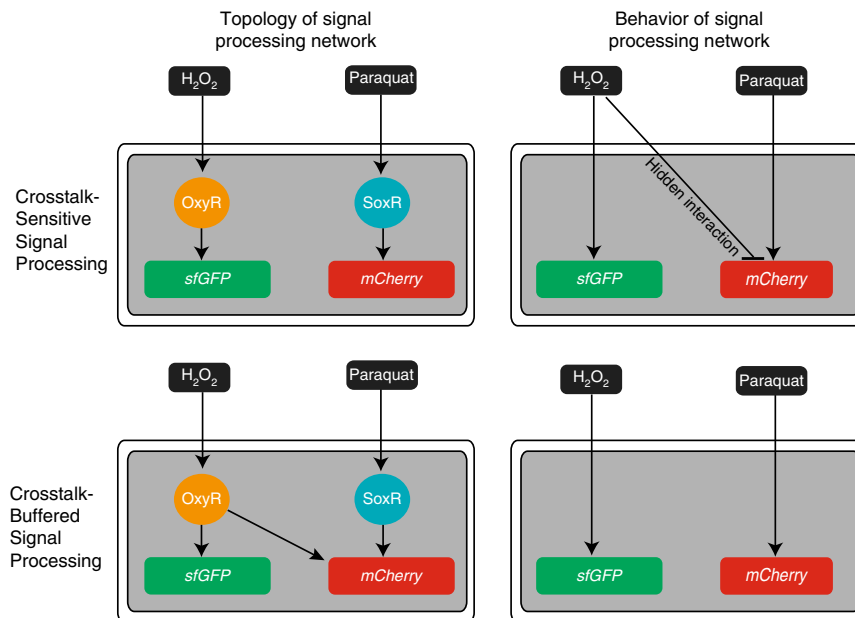 Topology of signal
processing network
Behavior of signal
processing network
H₂O₂
Paraquat
H₂O₂
Paraquat
Crosstalk-
Sensitive
Signal
Processing
OxyR
SoxR
Hidden interaction
sfGFP
mCherry
sfGFP
mCherry
H₂O₂
Paraquat
H₂O₂
Paraquat
Crosstalk-
Buffered
Signal
Processing
OxyR
SoxR
sfGFP
mCherry
sfGFP
mCherry